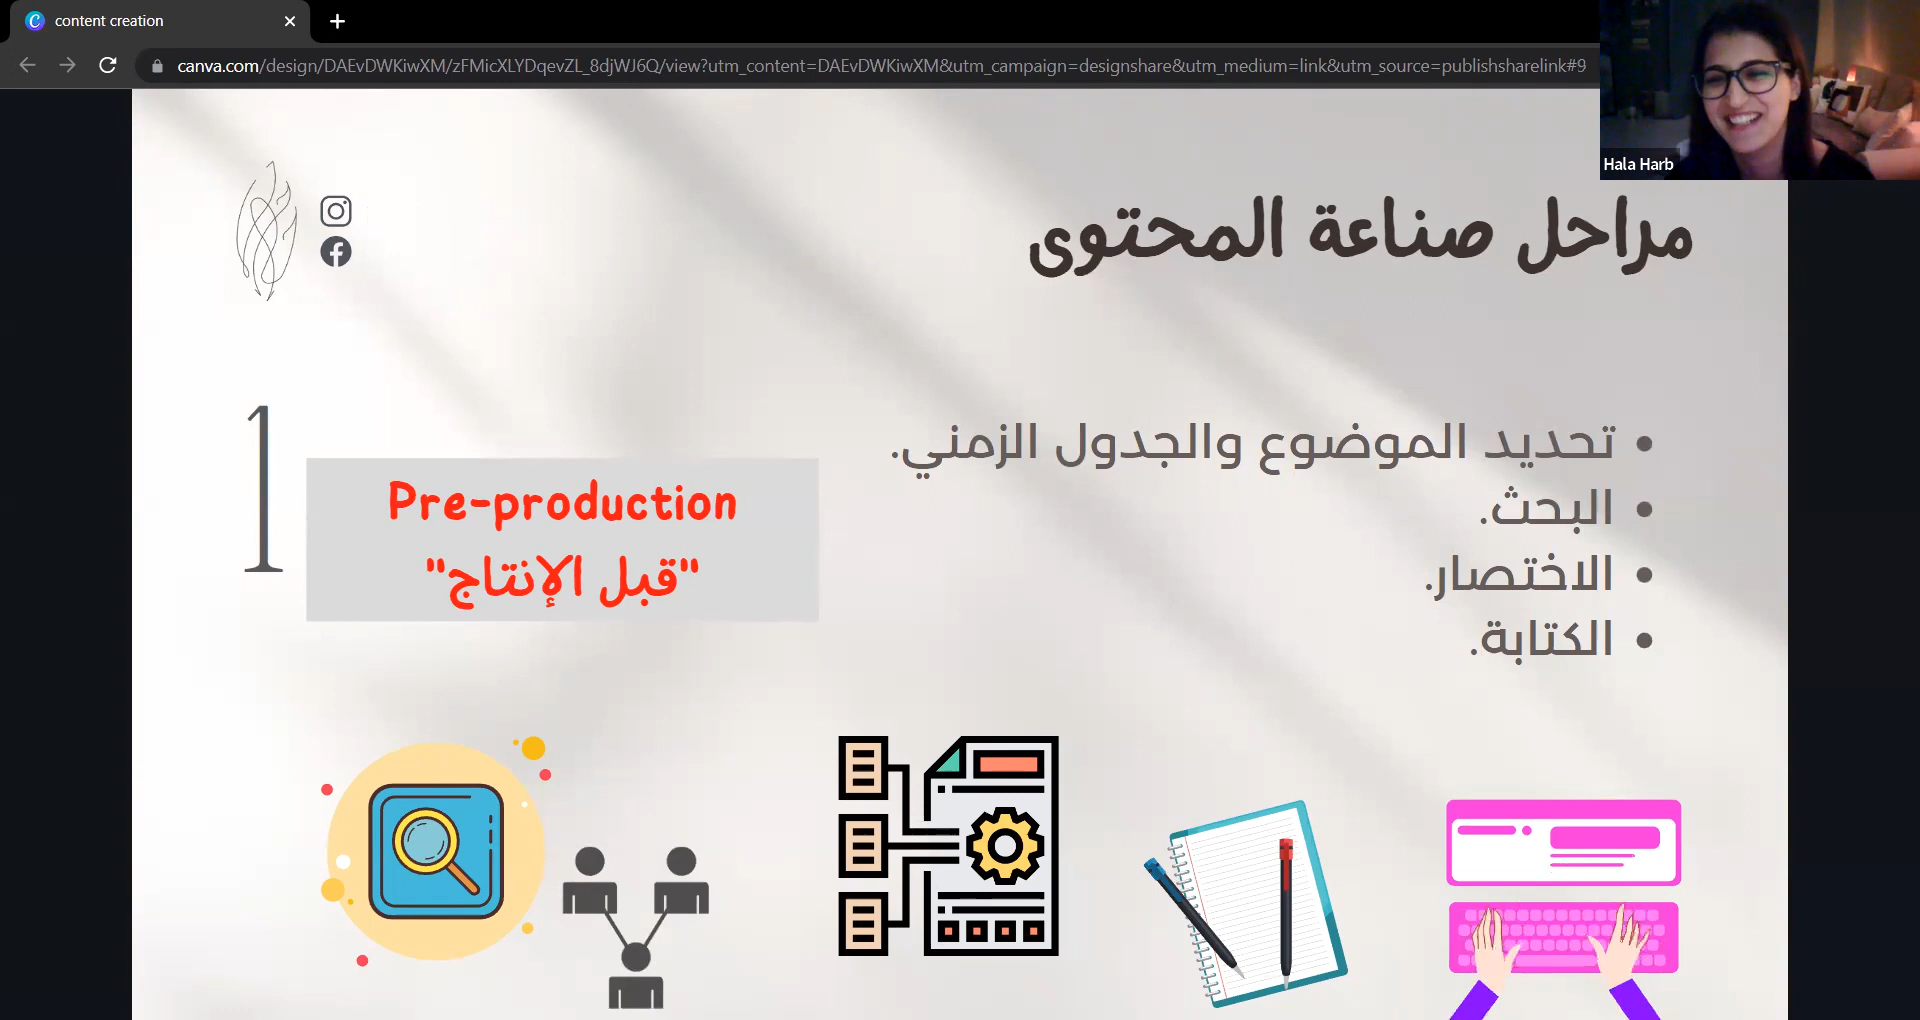 content creation
canva.com/design/DAEvDWKiwXM/zFMicXLYDqevZL_8djWJ6Q/view?utm_content=DAEvDWKiwXM&utm_campaign=designshare&utm_medium=link&utm_source=publishsharelink#9
Hala Harb
مراحل صناعة المحتوى
1
Pre-production
"قبل الإنتاج"
• تحديد الموضوع والجدول الزمني.
• البحث.
• الاختصار.
• الكتابة.